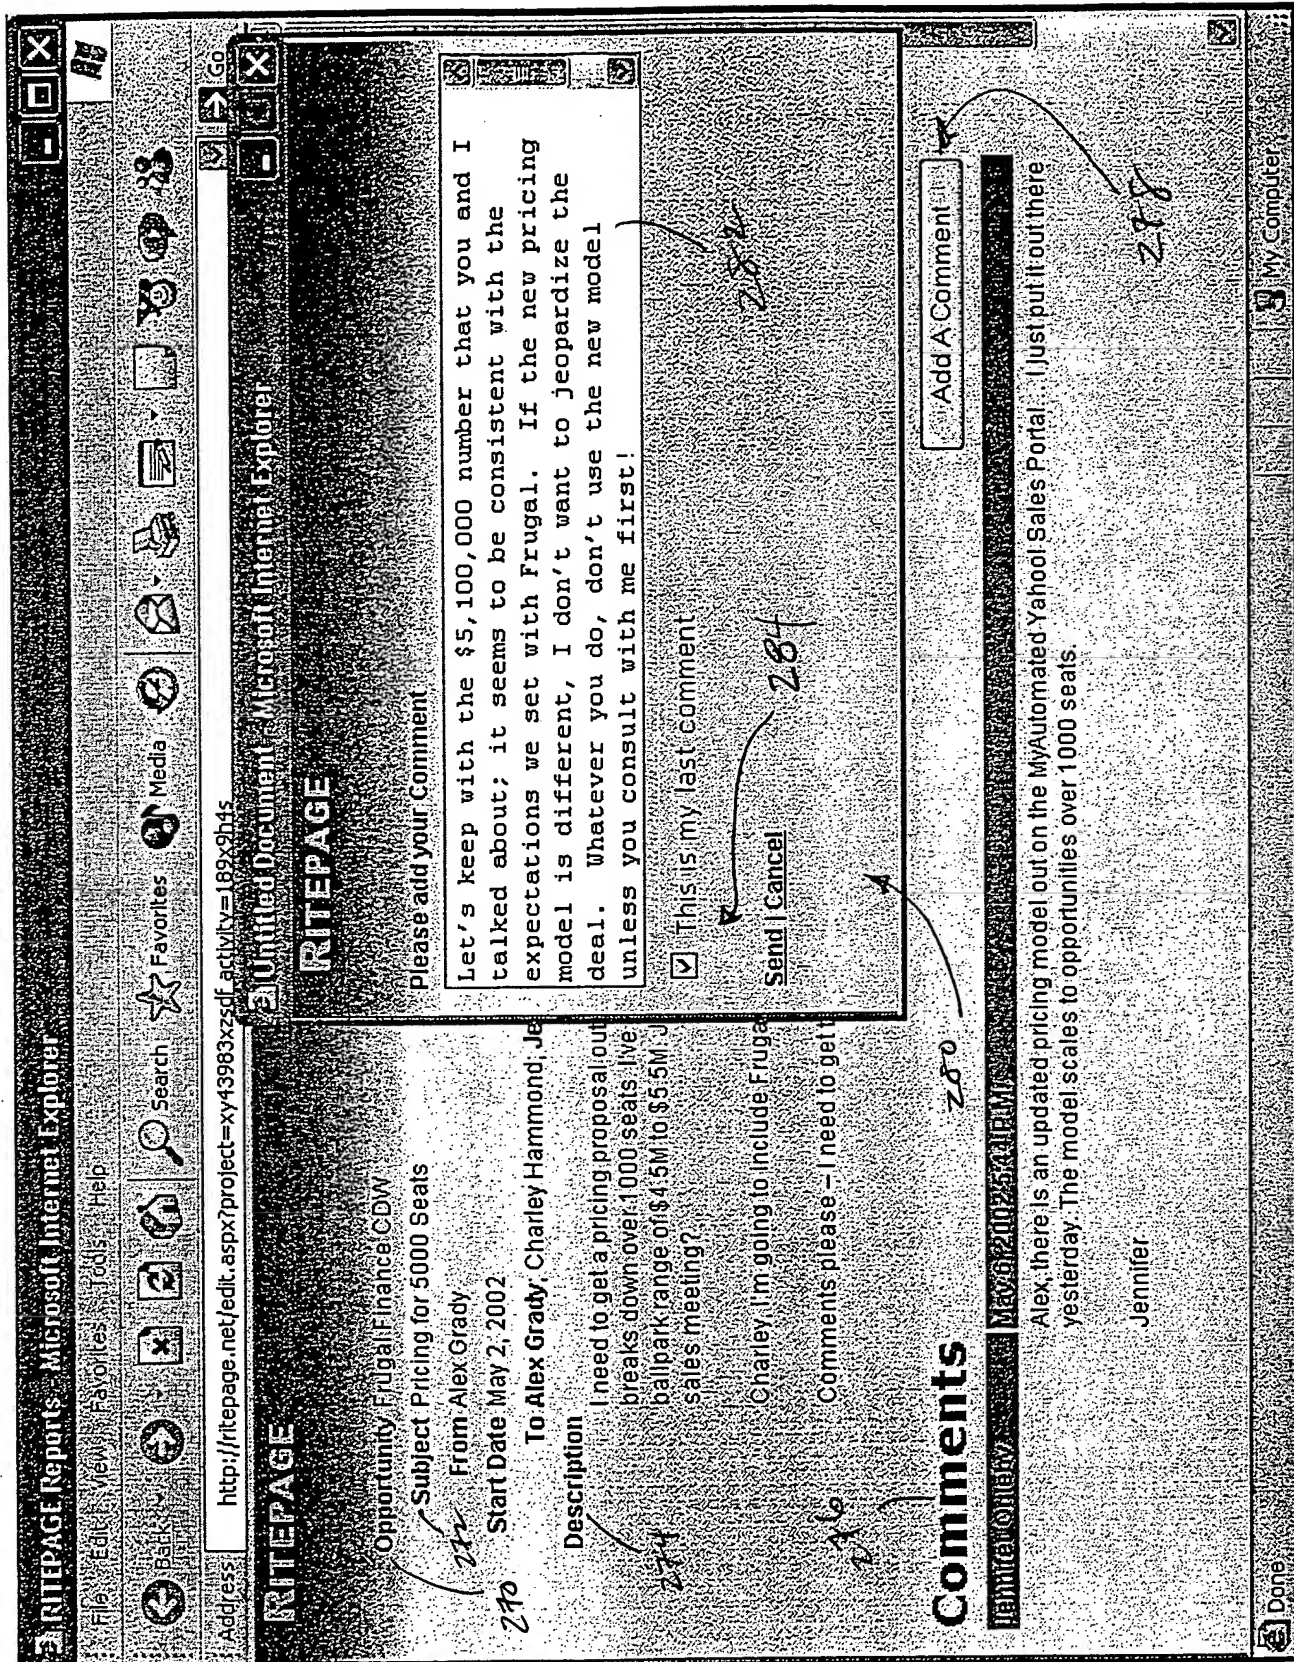 RITEPAGE Reports - Microsoft Internet Explorer
File Edit View Favorites Tools Help
Back Search Favorites Media
Address http://ritepage.net/edit.aspx?project=xy43983xzsdf activity=189x9h4s Go
RITEPAGE
Opportunity Frugal Finance CDW
Subject Pricing for 5000 Seats
From Alex Grady
Start Date May 2, 2002
To Alex Grady; Charley Hammond; Je
Description
I need to get a pricing proposal out
breaks down over 1000 seats live
ballpark range of $4.5M to $5.5M. J
sales meeting?
Charley, I'm going to include Fruga
Comments please – I need to get t
270
272
274
276
Untitled Document - Microsoft Internet Explorer
RITEPAGE
Please add your Comment
Let's keep with the $5,100,000 number that you and I
talked about; it seems to be consistent with the
expectations we set with Frugal. If the new pricing
model is different, I don't want to jeopardize the
deal. Whatever you do, don't use the new model
unless you consult with me first!
This is my last comment
Send | Cancel
282
284
280
Comments
Add A Comment
278
May 6, 2002 5:41 P.M.
Alex, there is an updated pricing model out on the MyAutomated Yahoo! Sales Portal. I just put it out there
yesterday. The model scales to opportunities over 1000 seats.
Jennifer
Done My Computer